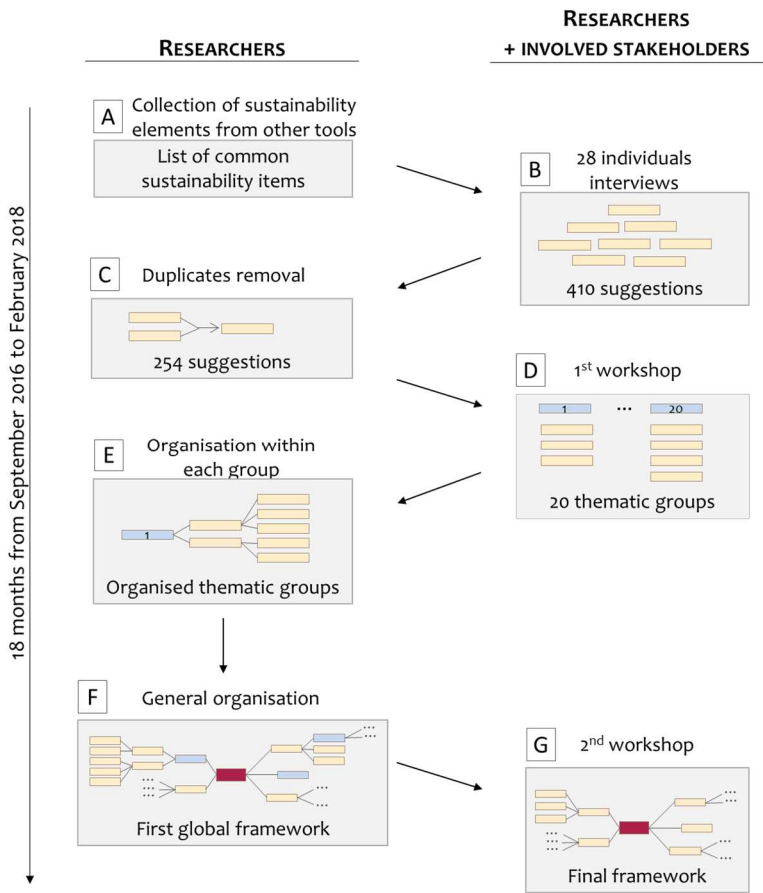 RESEARCHERS
RESEARCHERS
+ INVOLVED STAKEHOLDERS
18 months from September 2016 to February 2018
A
Collection of sustainability
elements from other tools
List of common
sustainability items
B
28 individuals
interviews
410 suggestions
C
Duplicates removal
254 suggestions
D
1st workshop
1
...
20
20 thematic groups
E
Organisation within
each group
1
Organised thematic groups
F
General organisation
...
...
...
...
...
...
First global framework
G
2nd workshop
...
...
...
...
...
...
Final framework